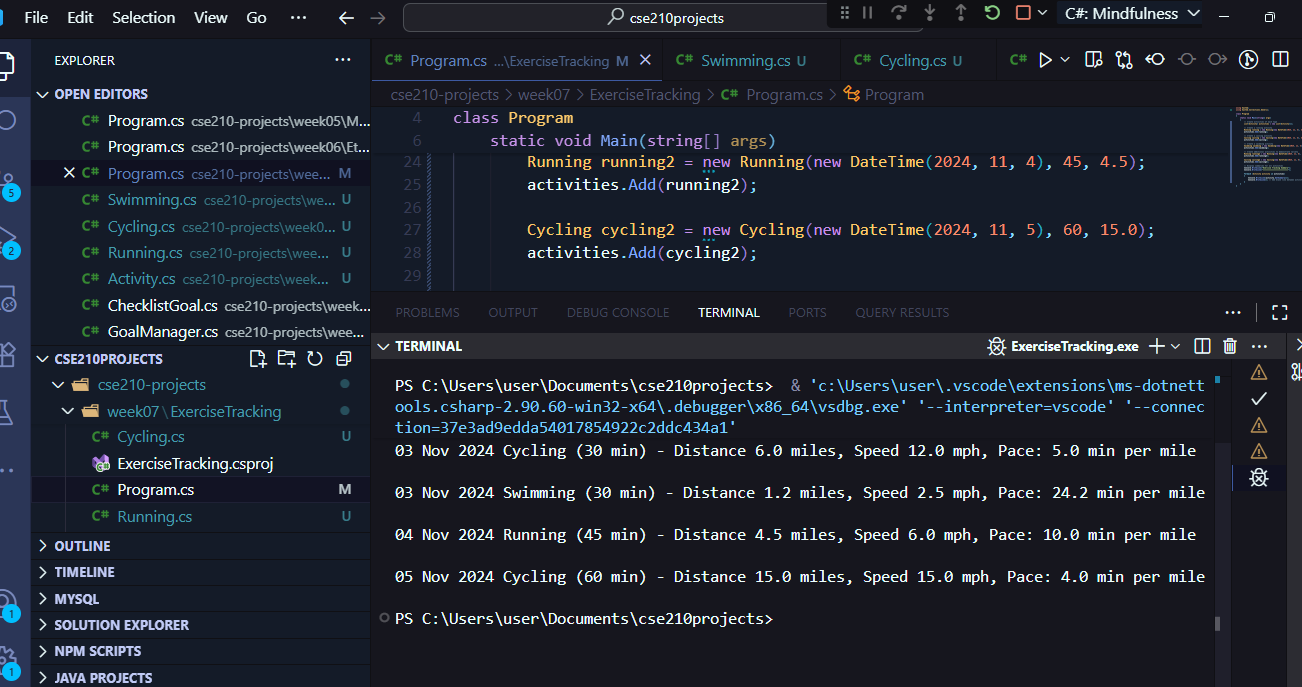 File Edit Selection View Go ··· cse210projects C#: Mindfulness
EXPLORER ···
OPEN EDITORS
C# Program.cs cse210-projects\week05\M...
C# Program.cs cse210-projects\week06\Et...
C# Program.cs cse210-projects\wee... M
C# Swimming.cs cse210-projects\we... U
C# Cycling.cs cse210-projects\week0... U
C# Running.cs cse210-projects\wee... U
C# Activity.cs cse210-projects\week... U
C# ChecklistGoal.cs cse210-projects\week...
C# GoalManager.cs cse210-projects\wee...
CSE210PROJECTS
cse210-projects
week07 \ ExerciseTracking
C# Cycling.cs U
ExerciseTracking.csproj
C# Program.cs M
C# Running.cs U
OUTLINE
TIMELINE
MYSQL
SOLUTION EXPLORER
NPM SCRIPTS
JAVA PROJECTS
5
2
1
1
C# Program.cs ...\ExerciseTracking M C# Swimming.cs U C# Cycling.cs U C#
cse210-projects > week07 > ExerciseTracking > C# Program.cs > Program
4 class Program
6 static void Main(string[] args)
24 Running running2 = new Running(new DateTime(2024, 11, 4), 45, 4.5);
25 activities.Add(running2);
26
27 Cycling cycling2 = new Cycling(new DateTime(2024, 11, 5), 60, 15.0);
28 activities.Add(cycling2);
29
PROBLEMS OUTPUT DEBUG CONSOLE TERMINAL PORTS QUERY RESULTS ···
TERMINAL ExerciseTracking.exe ···
PS C:\Users\user\Documents\cse210projects> & 'c:\Users\user\.vscode\extensions\ms-dotnett
ools.csharp-2.90.60-win32-x64\.debugger\x86_64\vsdbg.exe' '--interpreter=vscode' '--connec
tion=37e3ad9edda54017854922c2ddc434a1'
03 Nov 2024 Cycling (30 min) - Distance 6.0 miles, Speed 12.0 mph, Pace: 5.0 min per mile
03 Nov 2024 Swimming (30 min) - Distance 1.2 miles, Speed 2.5 mph, Pace: 24.2 min per mile
04 Nov 2024 Running (45 min) - Distance 4.5 miles, Speed 6.0 mph, Pace: 10.0 min per mile
05 Nov 2024 Cycling (60 min) - Distance 15.0 miles, Speed 15.0 mph, Pace: 4.0 min per mile
PS C:\Users\user\Documents\cse210projects>